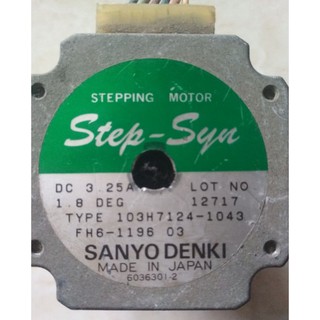 STEPPING MOTOR
Step-Syn
DC 3.25A LOT NO
1.8 DEG 12717
TYPE 103H7124-1043
FH6-1196 03
SANYO DENKI
MADE IN JAPAN
6036301-2